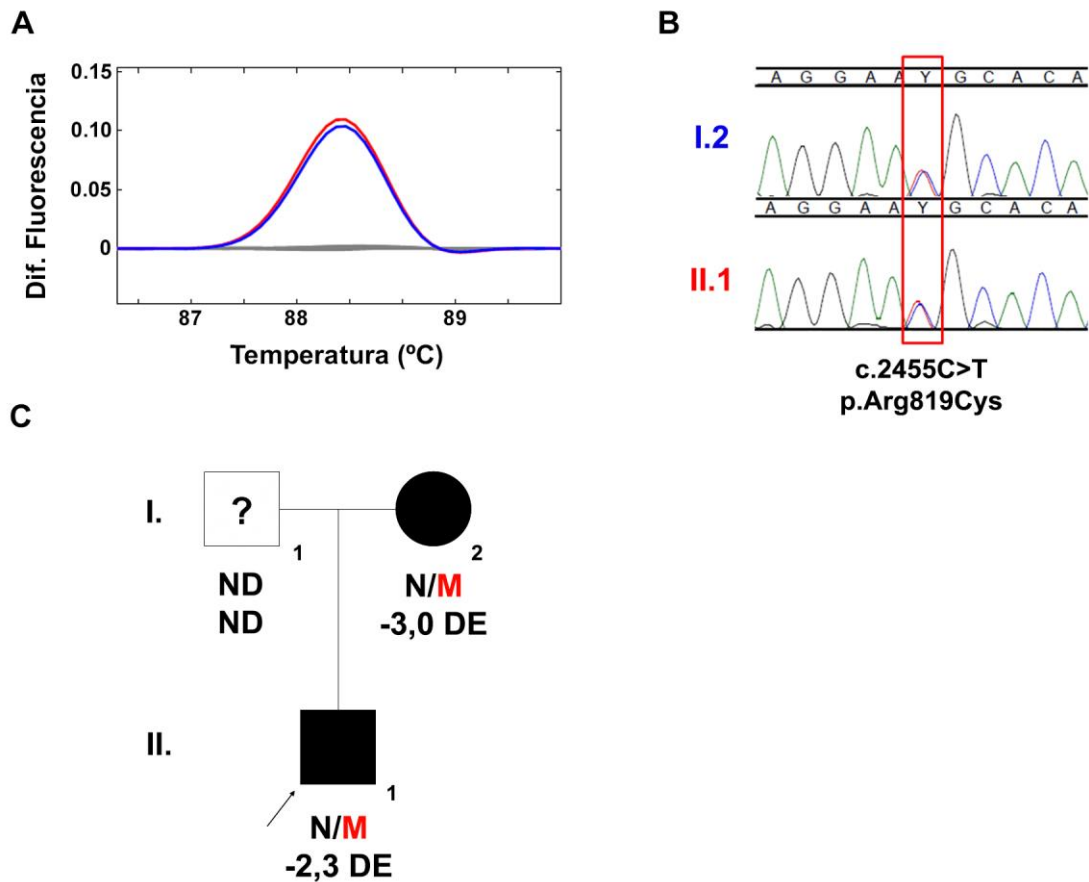 A
0.15
0.10
0.05
0
Dif. Fluorescencia
87 88 89
Temperatura (ºC)
B
A G G A A Y G C A C A
I.2
A G G A A Y G C A C A
II.1
c.2455C>T
p.Arg819Cys
C
I.
?
1
2
ND
ND
N/M
-3,0 DE
II.
1
N/M
-2,3 DE